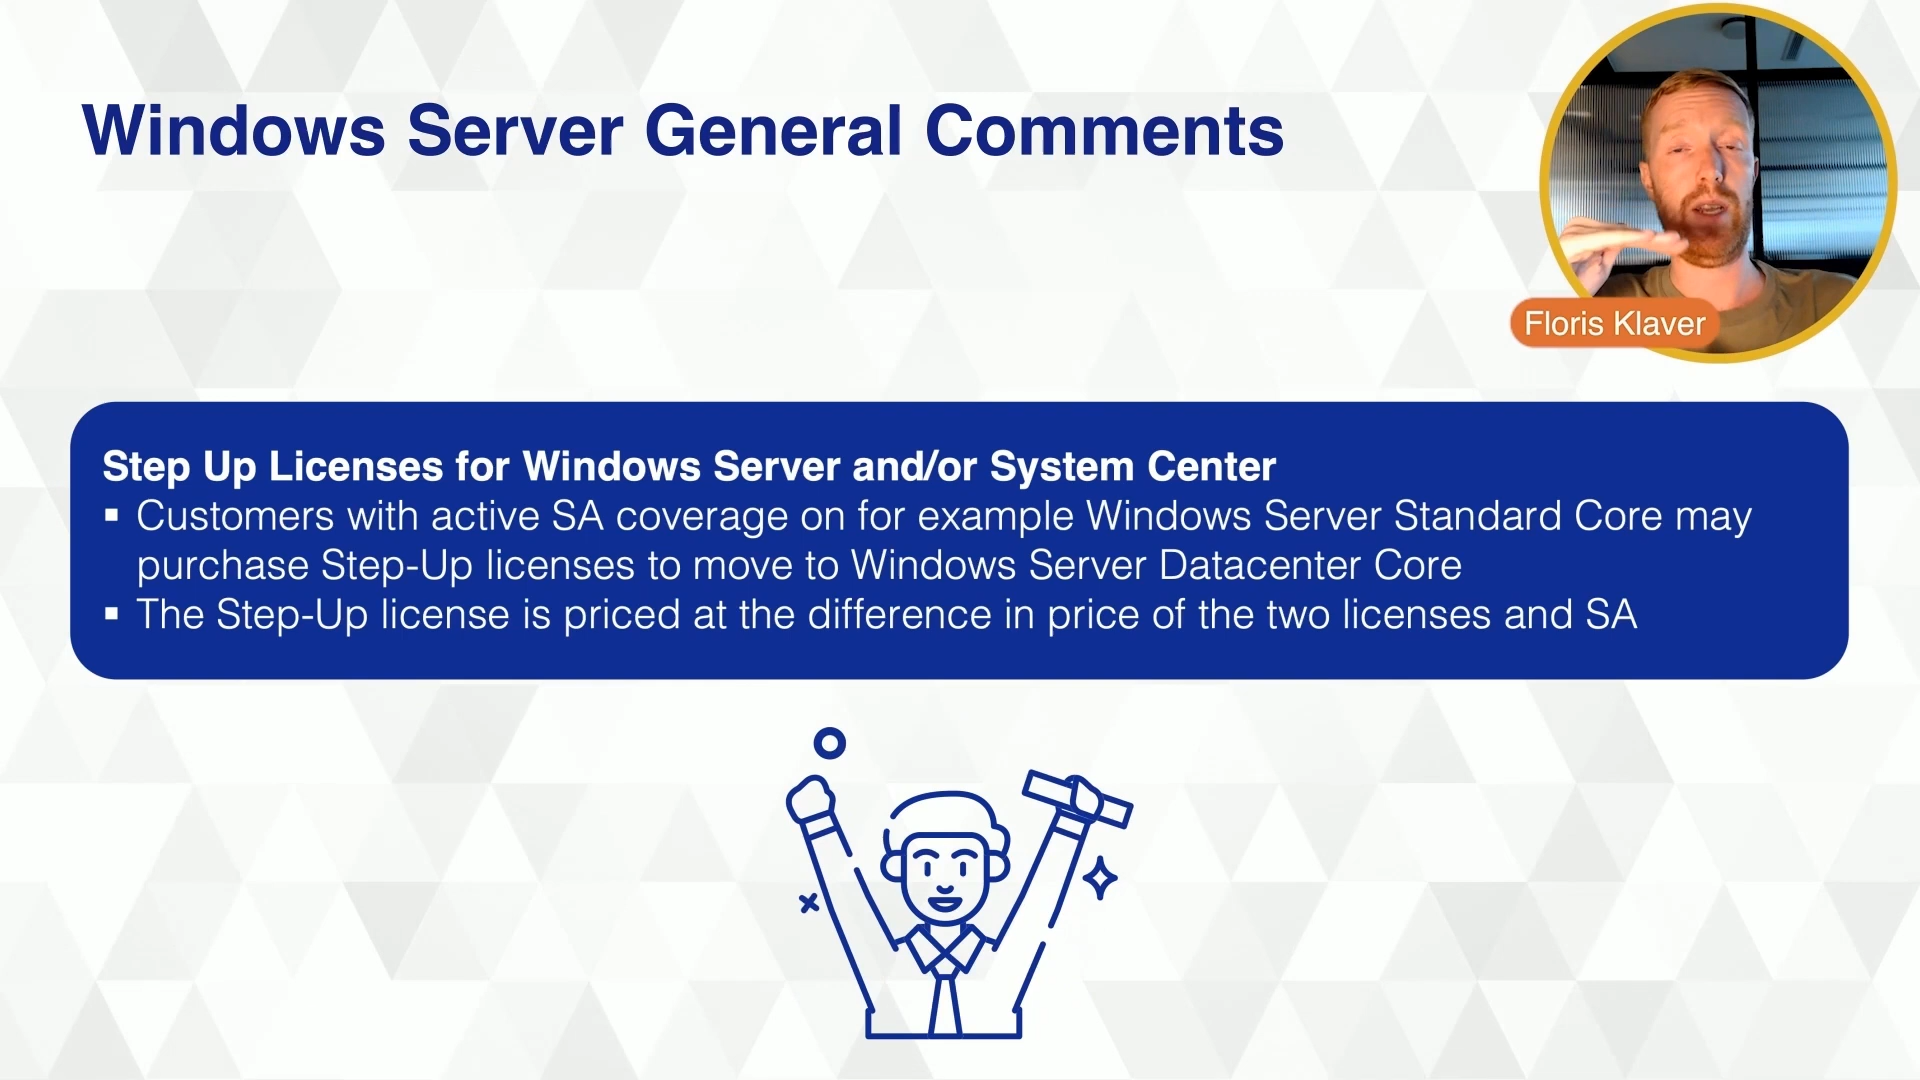 Windows Server General Comments
Floris Klaver
Step Up Licenses for Windows Server and/or System Center
▪ Customers with active SA coverage on for example Windows Server Standard Core may
purchase Step-Up licenses to move to Windows Server Datacenter Core
▪ The Step-Up license is priced at the difference in price of the two licenses and SA